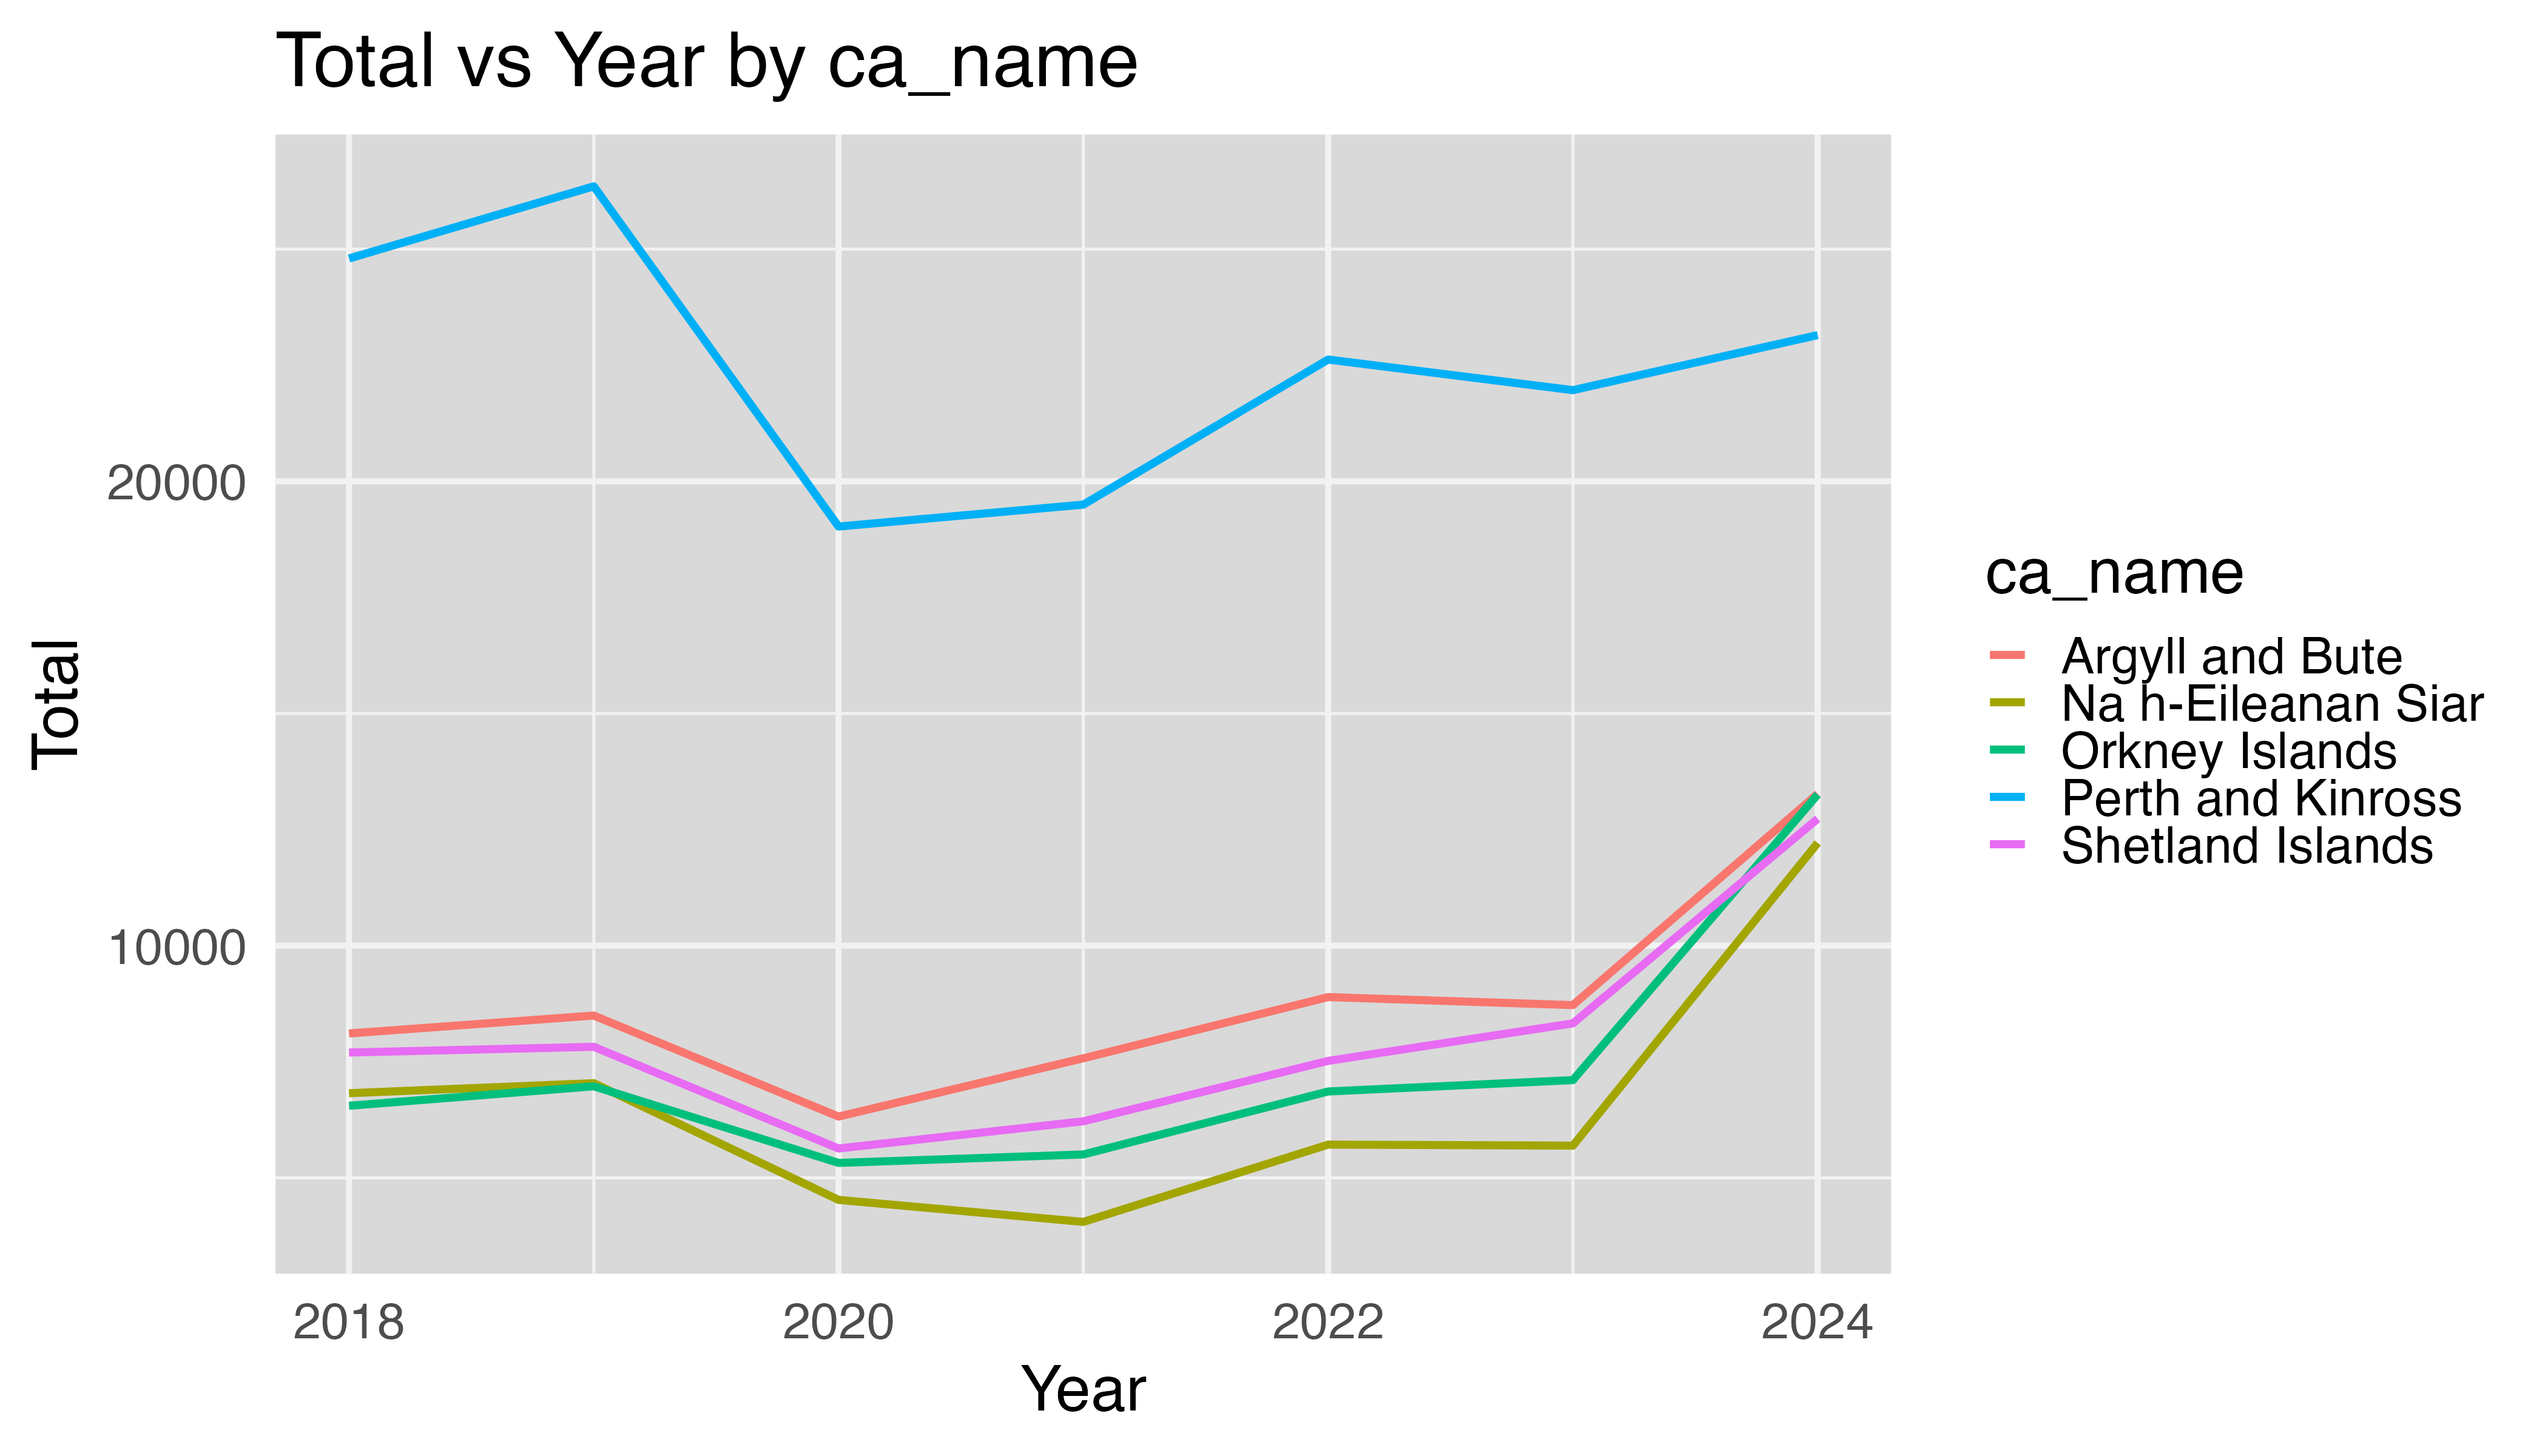 Total vs Year by ca_name
20000
10000
Total
2018
2020
2022
2024
Year
ca_name
Argyll and Bute
Na h-Eileanan Siar
Orkney Islands
Perth and Kinross
Shetland Islands